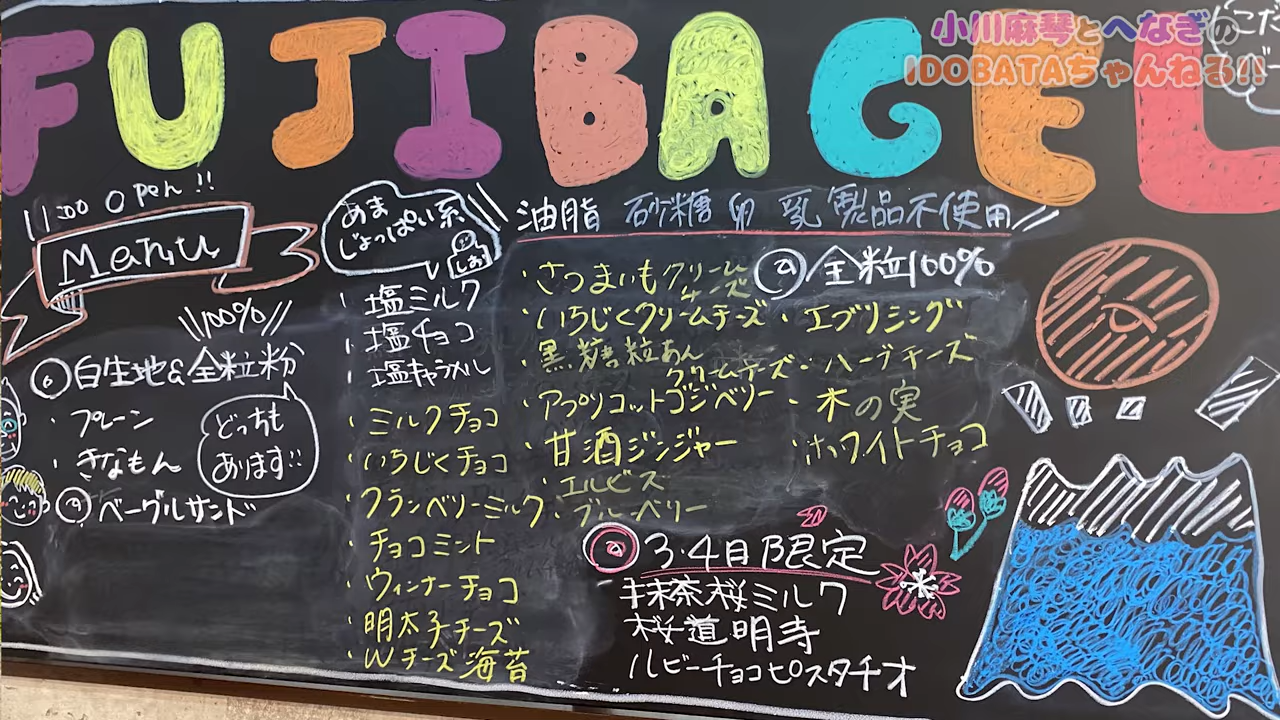 FUJIBAGEL
小川麻琴とへなぎの
IDOBATAちゃんねる!!
11:00 Open!!
Menu
100%
白生地&全粒粉
・プレーン
・きなもん
どっちも
あります!!
ベーグルサンド
あま
じょっぱい系
しお
・塩ミルク
・塩チョコ
・塩キャラメル
・ミルクチョコ
・いちじくチョコ
・クランベリーミルク
・チョコミント
・ウィンナーチョコ
・明太子チーズ
・Wチーズ海苔
油脂 砂糖 卵 乳製品不使用
・さつまいもクリーム
チーズ
・いちじくクリームチーズ
・黒糖粒あん
クリームチーズ
・アプリコットゴジベリー
・甘酒ジンジャー
・エルビス
・ブルーベリー
全粒100%
・エブリシング
・ハーブチーズ
・木の実
・ホワイトチョコ
3・4月限定
抹茶桜ミルク
桜道明寺
ルビーチョコピスタチオ